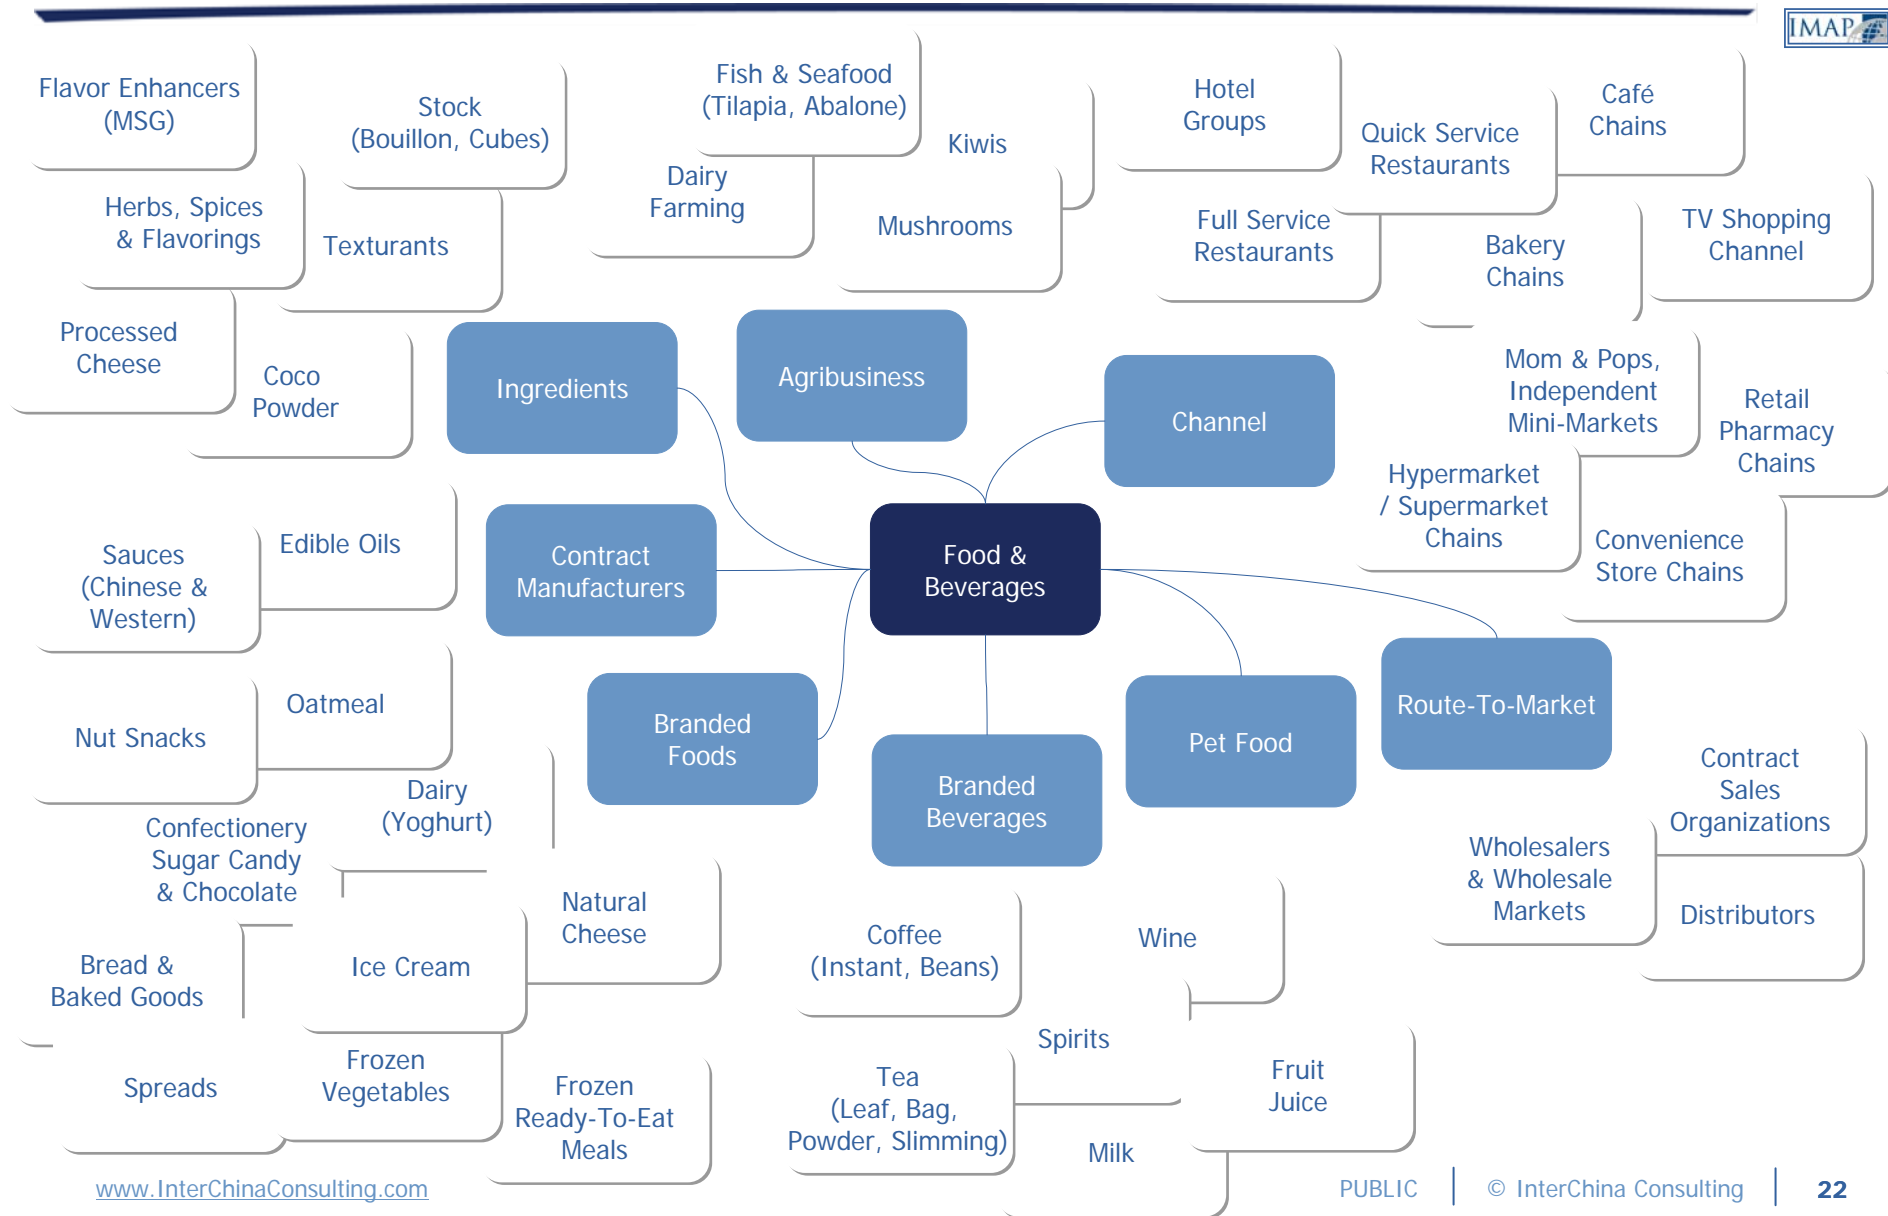 IMAP
Flavor Enhancers
(MSG)
Stock
(Bouillon, Cubes)
Herbs, Spices
& Flavorings
Texturants
Processed
Cheese
Coco
Powder
Fish & Seafood
(Tilapia, Abalone)
Kiwis
Dairy
Farming
Mushrooms
Hotel
Groups
Quick Service
Restaurants
Café
Chains
Full Service
Restaurants
Bakery
Chains
TV Shopping
Channel
Mom & Pops,
Independent
Mini-Markets
Retail
Pharmacy
Chains
Hypermarket
/ Supermarket
Chains
Convenience
Store Chains
Ingredients
Agribusiness
Channel
Contract
Manufacturers
Food &
Beverages
Branded
Foods
Branded
Beverages
Pet Food
Route-To-Market
Sauces
(Chinese &
Western)
Edible Oils
Oatmeal
Nut Snacks
Dairy
(Yoghurt)
Confectionery
Sugar Candy
& Chocolate
Natural
Cheese
Bread &
Baked Goods
Ice Cream
Spreads
Frozen
Vegetables
Frozen
Ready-To-Eat
Meals
Coffee
(Instant, Beans)
Wine
Spirits
Tea
(Leaf, Bag,
Powder, Slimming)
Fruit
Juice
Milk
Contract
Sales
Organizations
Wholesalers
& Wholesale
Markets
Distributors
www.InterChinaConsulting.com
PUBLIC
© InterChina Consulting
22